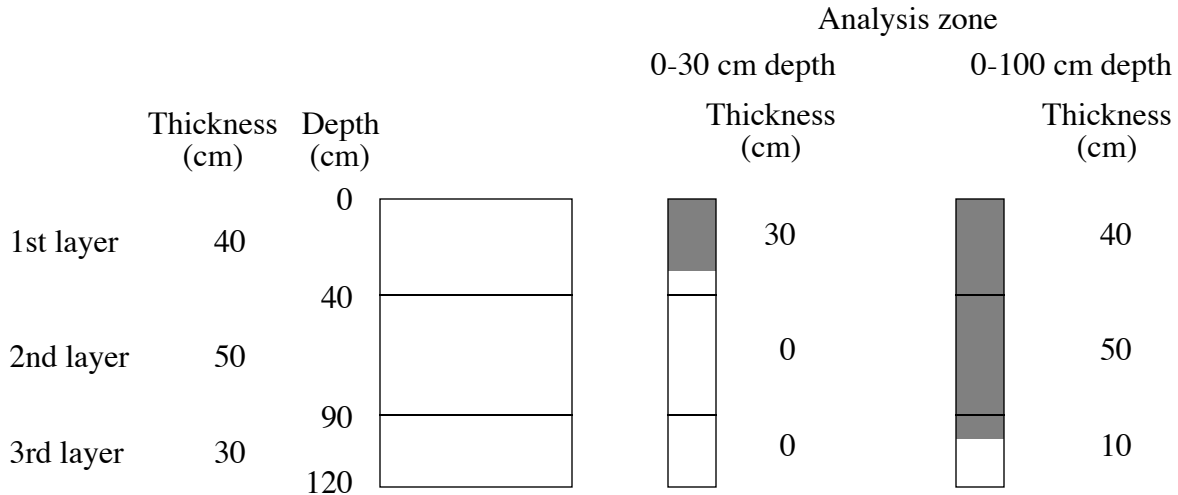 Analysis zone
0-30 cm depth 0-100 cm depth
Thickness Depth Thickness Thickness
(cm) (cm) (cm) (cm)
0
1st layer 40 30 40
40
2nd layer 50 0 50
90
3rd layer 30 0 10
120